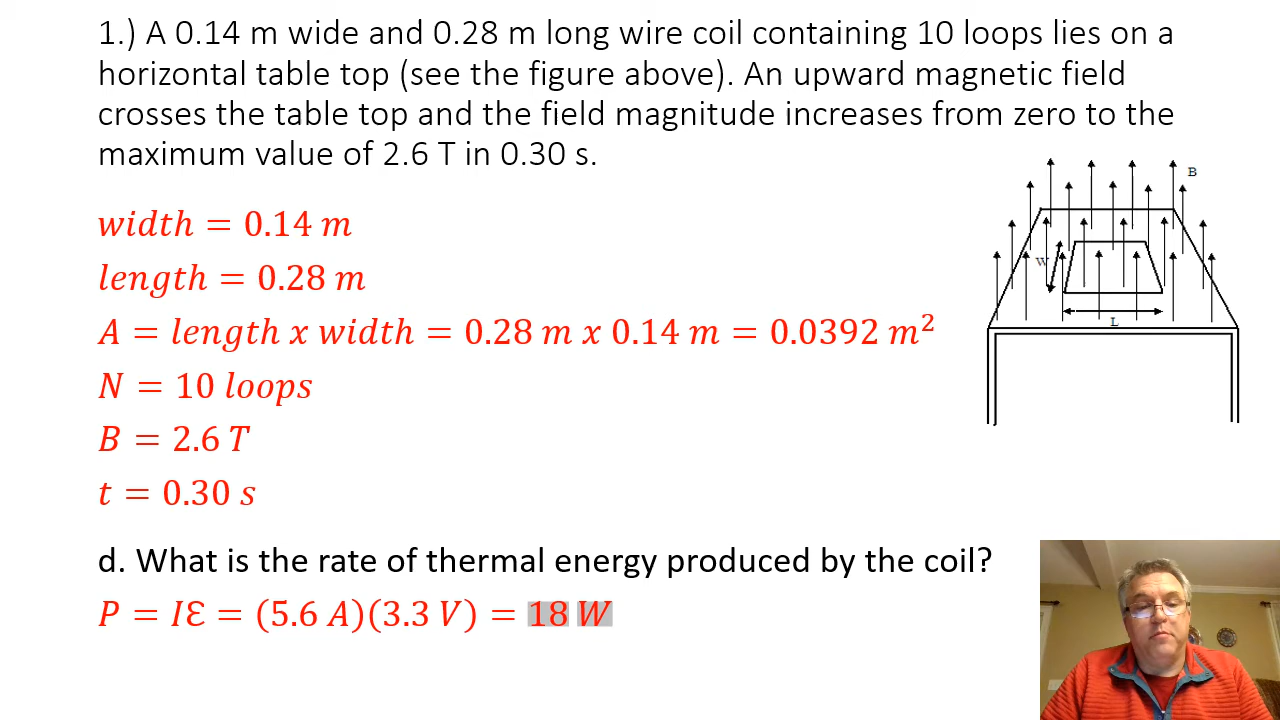 1.) A 0.14 m wide and 0.28 m long wire coil containing 10 loops lies on a
horizontal table top (see the figure above). An upward magnetic field
crosses the table top and the field magnitude increases from zero to the
maximum value of 2.6 T in 0.30 s.
B
width = 0.14 m
length = 0.28 m
W
A = length x width = 0.28 m x 0.14 m = 0.0392 m²
L
N = 10 loops
B = 2.6 T
t = 0.30 s
d. What is the rate of thermal energy produced by the coil?
P = IƐ = (5.6 A)(3.3 V) = 18 W